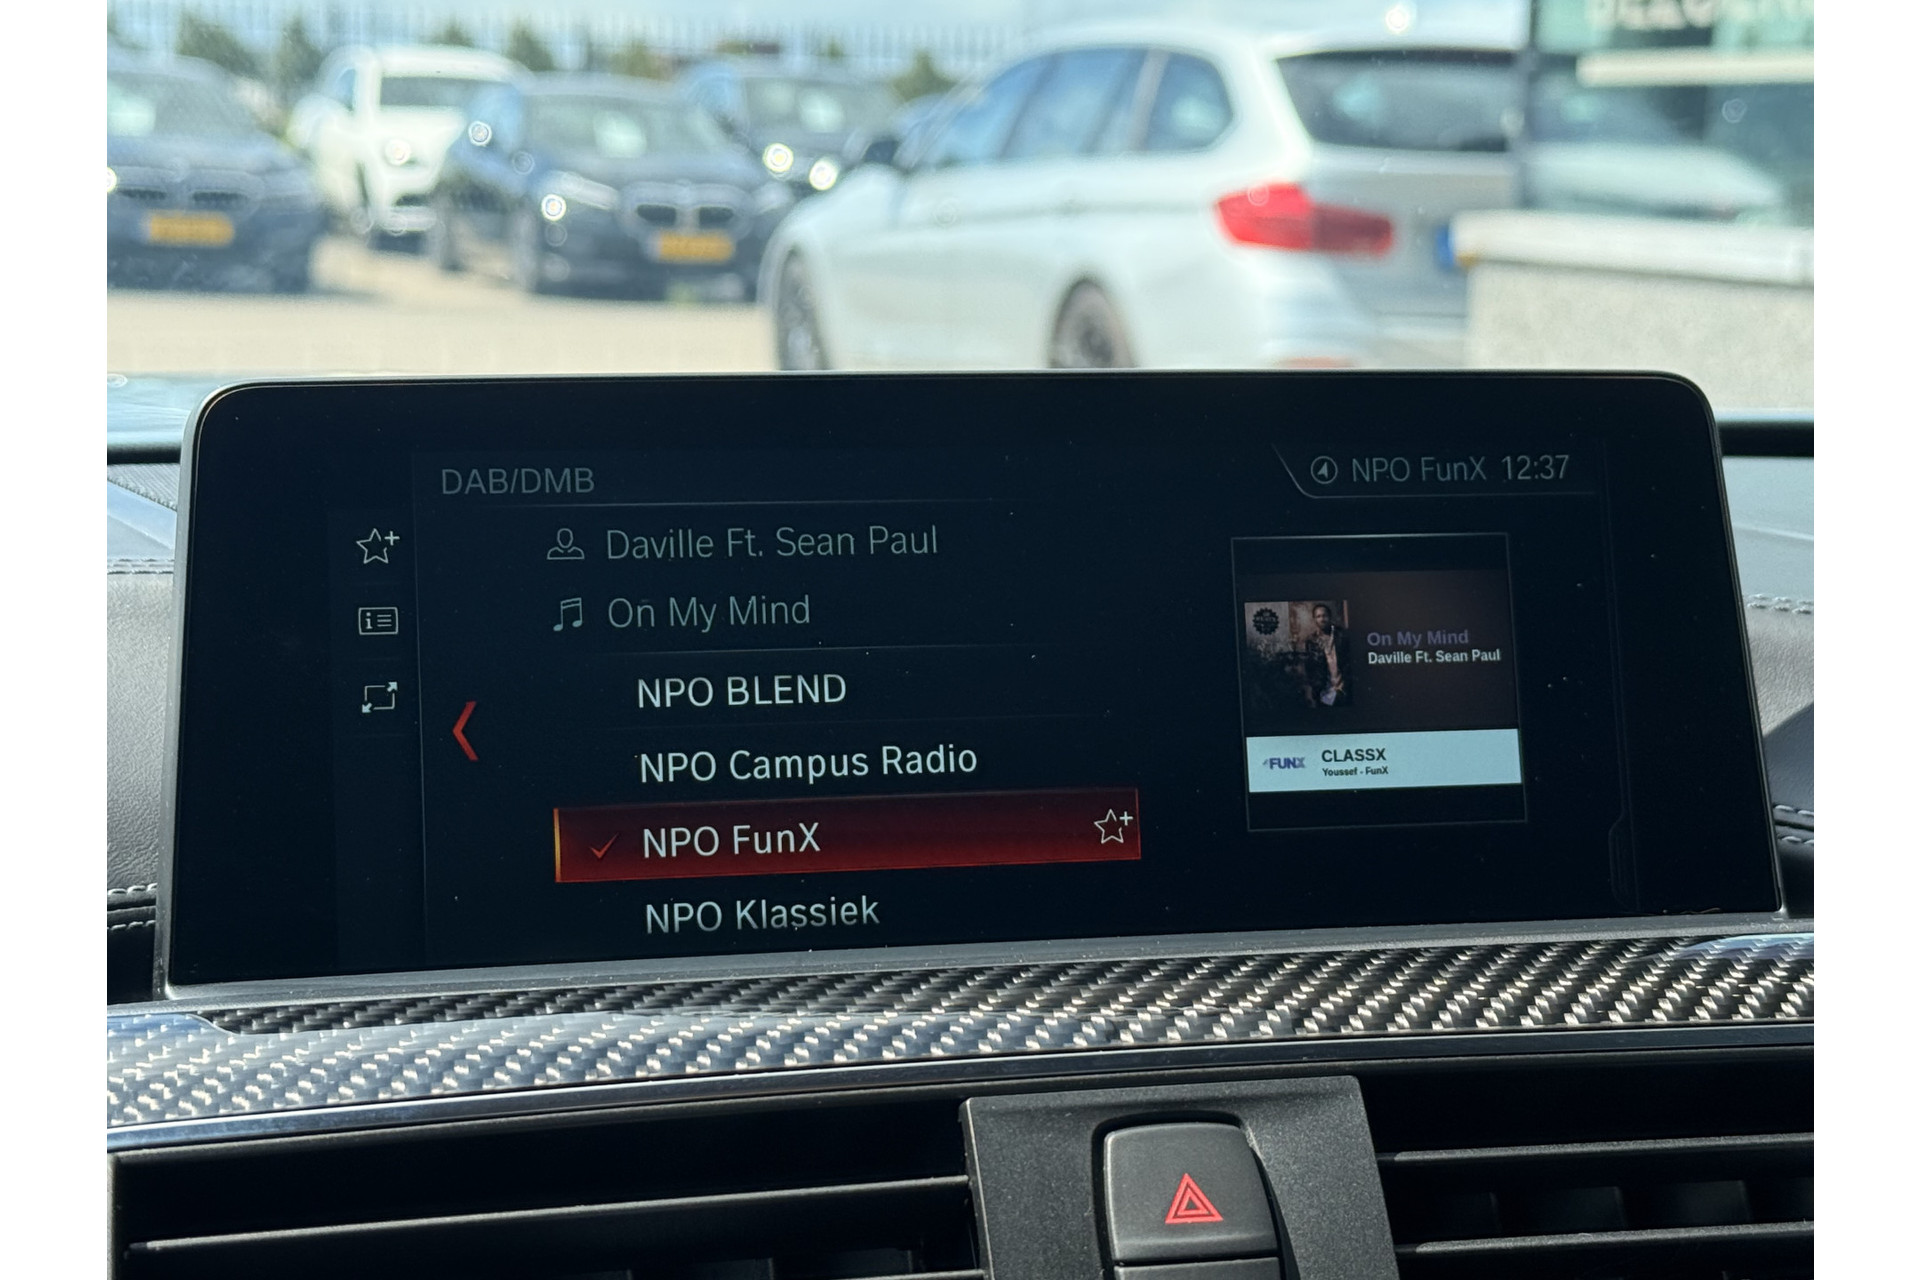 DAB/DMB
NPO FunX 12:37
Daville Ft. Sean Paul
On My Mind
NPO BLEND
NPO Campus Radio
NPO FunX
NPO Klassiek
On My Mind
Daville Ft. Sean Paul
FUNX
CLASSX
Youssef - FunX